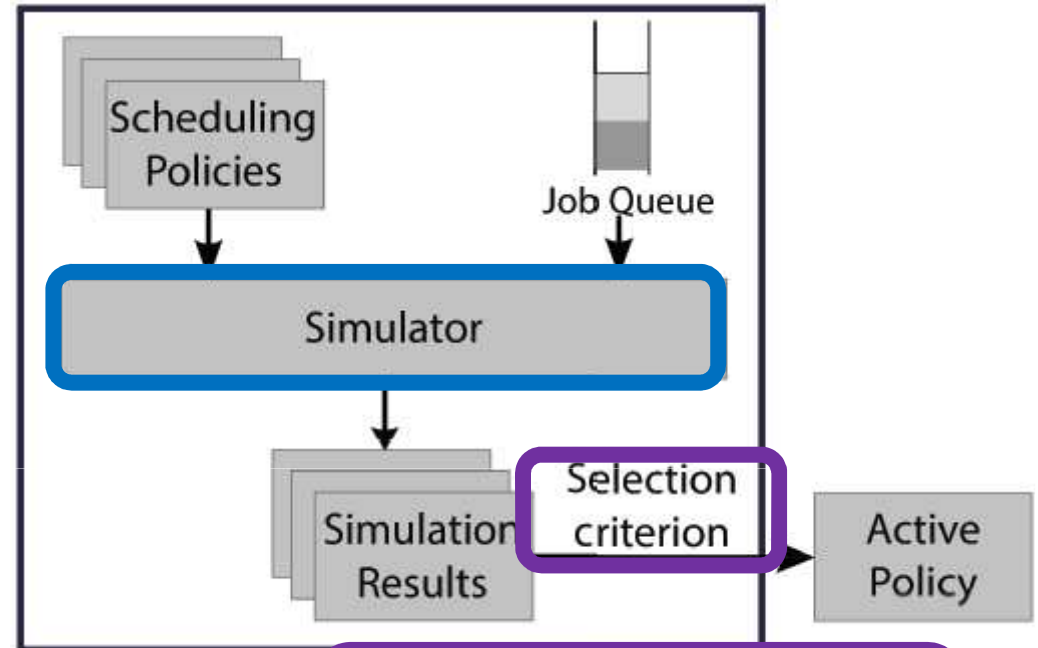 Scheduling
Policies
Job Queue
Simulator
Selection
criterion
Simulation
Results
Active
Policy